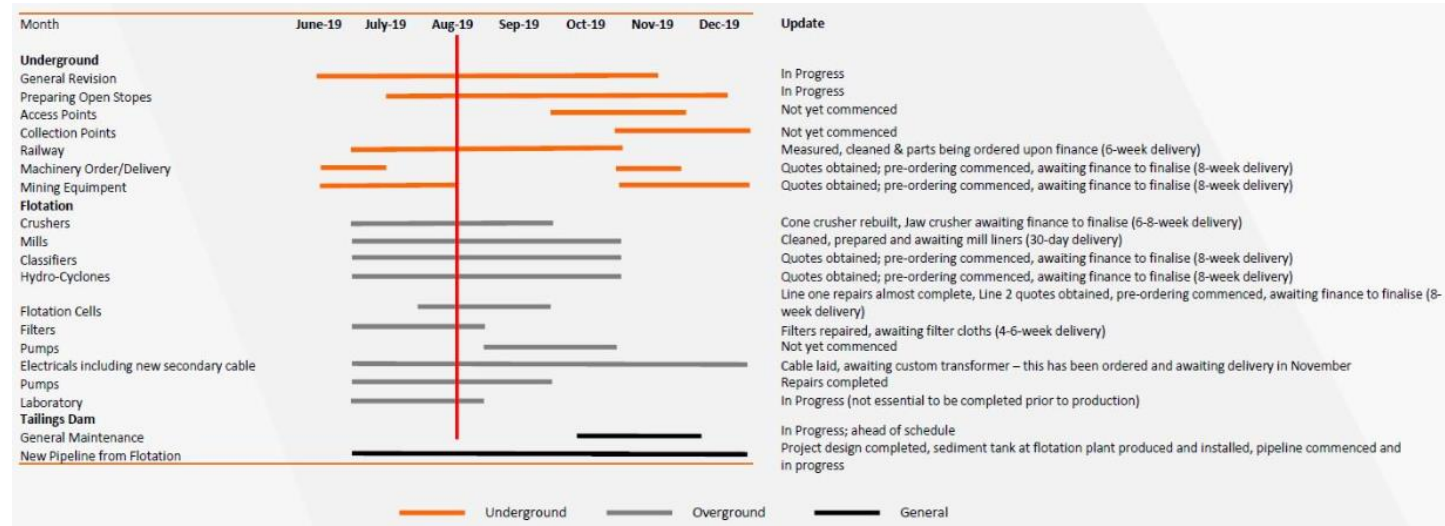 Month June-19 July-19 Aug-19 Sep-19 Oct-19 Nov-19 Dec-19 Update
Underground
General Revision In Progress
Preparing Open Stopes In Progress
Access Points Not yet commenced
Collection Points Not yet commenced
Railway Measured, cleaned & parts being ordered upon finance (6-week delivery)
Machinery Order/Delivery Quotes obtained; pre-ordering commenced, awaiting finance to finalise (8-week delivery)
Mining Equimpent Quotes obtained; pre-ordering commenced, awaiting finance to finalise (8-week delivery)
Flotation
Crushers Cone crusher rebuilt, Jaw crusher awaiting finance to finalise (6-8-week delivery)
Mills Cleaned, prepared and awaiting mill liners (30-day delivery)
Classifiers Quotes obtained; pre-ordering commenced, awaiting finance to finalise (8-week delivery)
Hydro-Cyclones Quotes obtained; pre-ordering commenced, awaiting finance to finalise (8-week delivery)
Line one repairs almost complete, Line 2 quotes obtained, pre-ordering commenced, awaiting finance to finalise (8-
Flotation Cells week delivery)
Filters Filters repaired, awaiting filter cloths (4-6-week delivery)
Pumps Not yet commenced
Electricals including new secondary cable Cable laid, awaiting custom transformer – this has been ordered and awaiting delivery in November
Pumps Repairs completed
Laboratory In Progress (not essential to be completed prior to production)
Tailings Dam
General Maintenance In Progress; ahead of schedule
New Pipeline from Flotation Project design completed, sediment tank at flotation plant produced and installed, pipeline commenced and
in progress
Underground Overground General